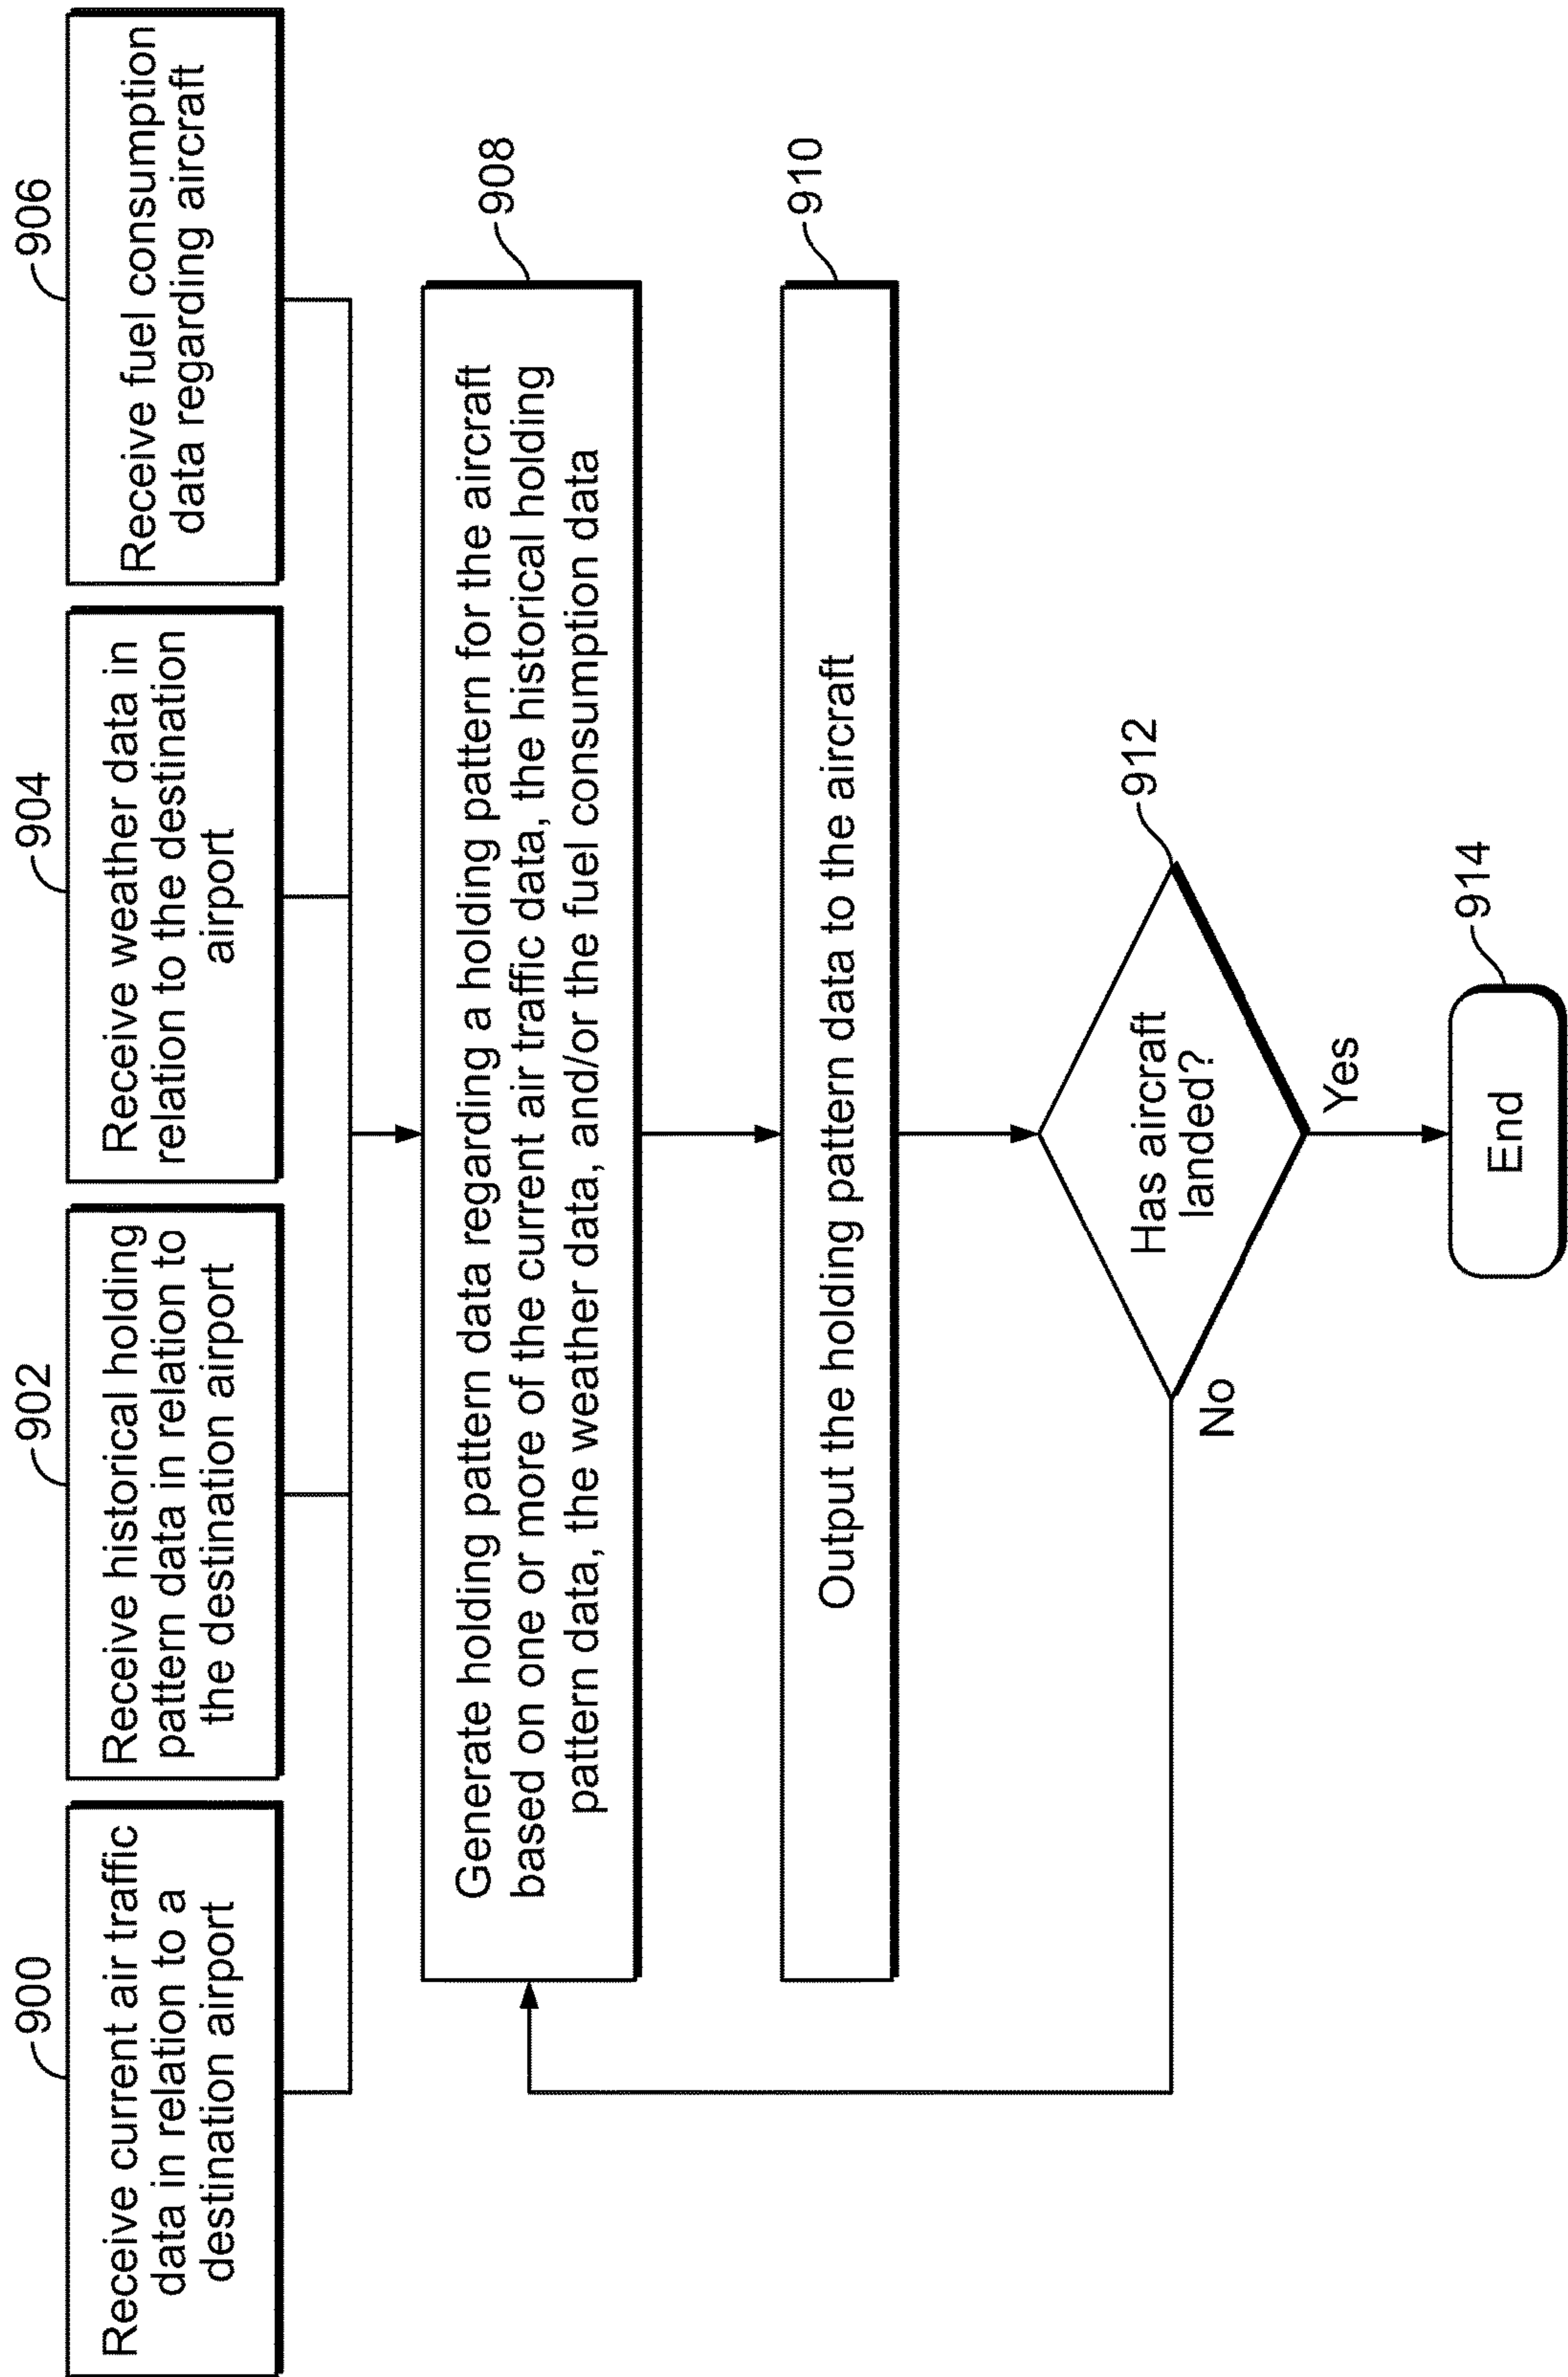 900
Receive current air traffic
data in relation to a
destination airport
902
Receive historical holding
pattern data in relation to
the destination airport
904
Receive weather data in
relation to the destination
airport
906
Receive fuel consumption
data regarding aircraft
908
Generate holding pattern data regarding a holding pattern for the aircraft
based on one or more of the current air traffic data, the historical holding
pattern data, the weather data, and/or the fuel consumption data
910
Output the holding pattern data to the aircraft
912
Has aircraft
landed?
No
Yes
914
End